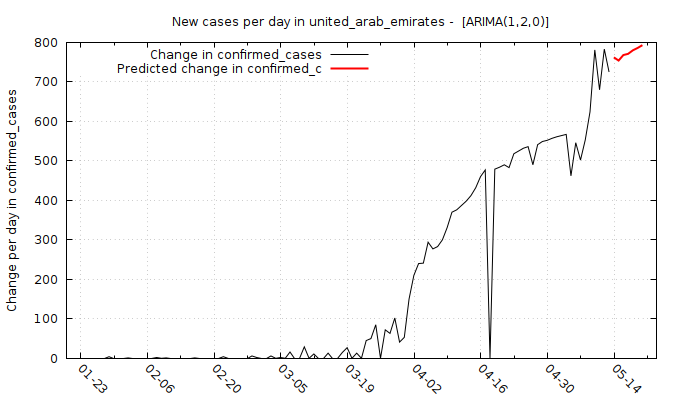 New cases per day in united_arab_emirates - [ARIMA(1,2,0)]
Change in confirmed_cases
Predicted change in confirmed_c
Change per day in confirmed_cases
800
700
600
500
400
300
200
100
0
01-23 02-06 02-20 03-05 03-19 04-02 04-16 04-30 05-14